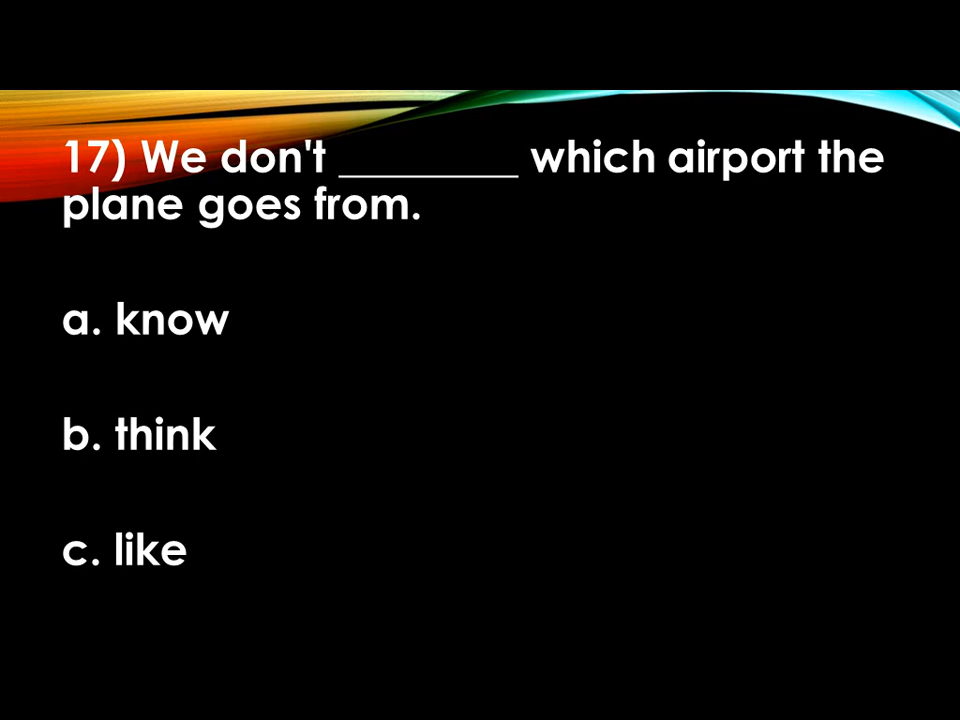 17) We don't ________ which airport the
plane goes from.
a. know
b. think
c. like